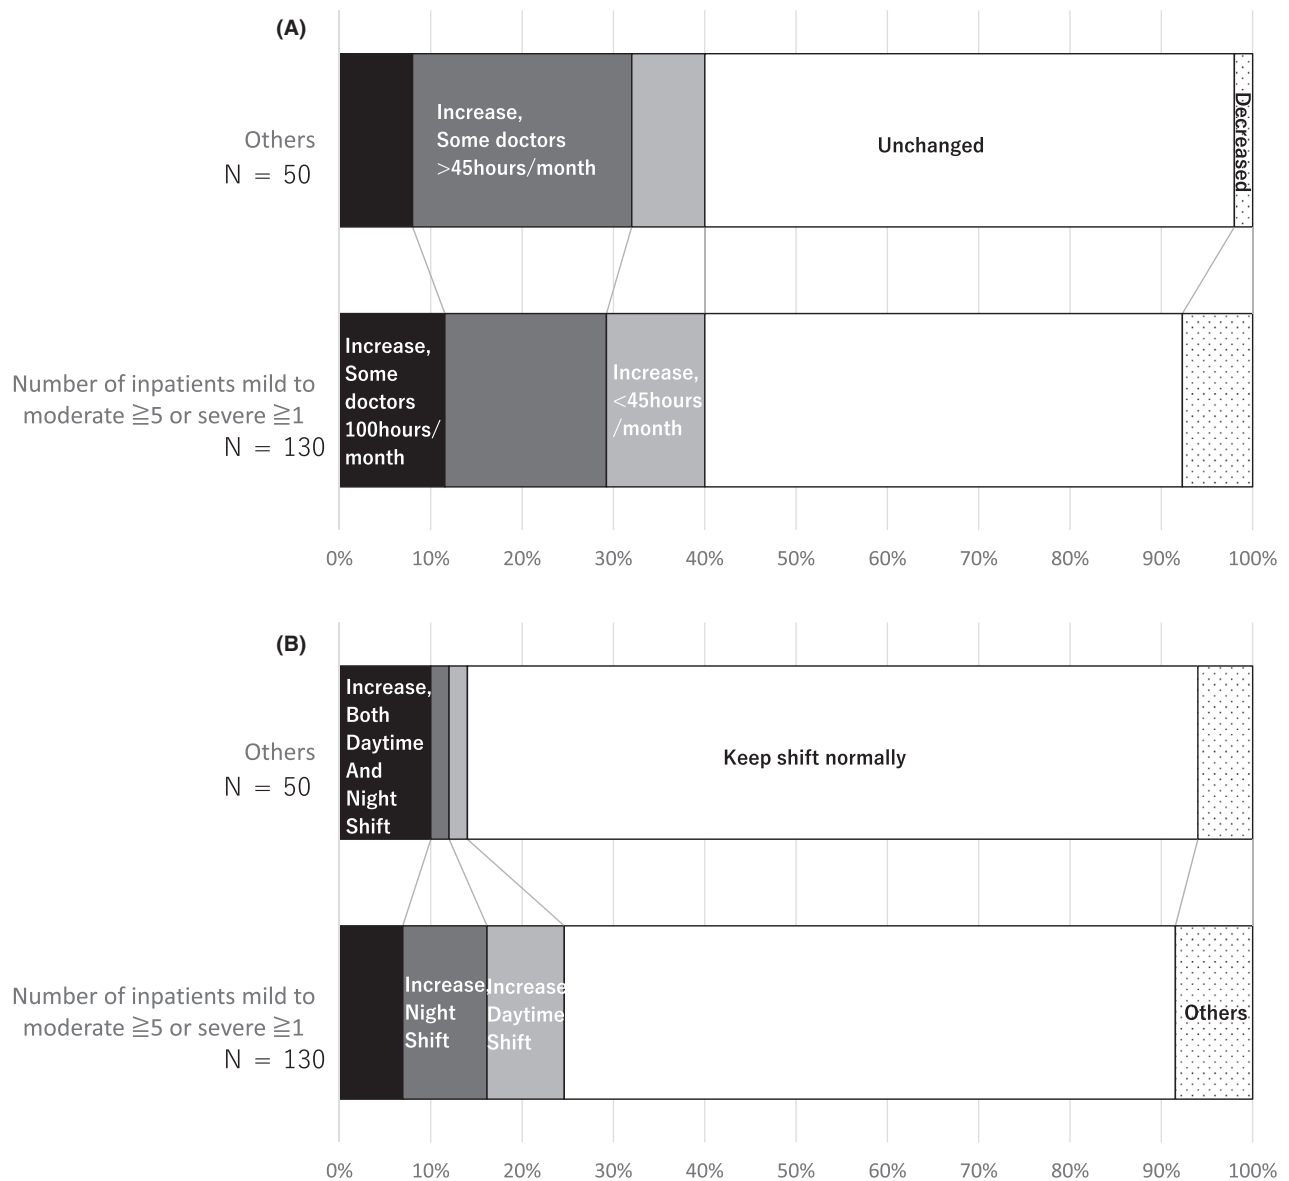 (A)
Others
N = 50
Increase,
Some doctors
>45hours/month
Unchanged
Decreased
Number of inpatients mild to
moderate ≧5 or severe ≧1
N = 130
Increase,
Some
doctors
100hours/
month
Increase,
<45hours
/month
0% 10% 20% 30% 40% 50% 60% 70% 80% 90% 100%
(B)
Others
N = 50
Increase,
Both
Daytime
And
Night
Shift
Keep shift normally
Number of inpatients mild to
moderate ≧5 or severe ≧1
N = 130
Increase,
Night
Shift
Increase
Daytime
Shift
Others
0% 10% 20% 30% 40% 50% 60% 70% 80% 90% 100%